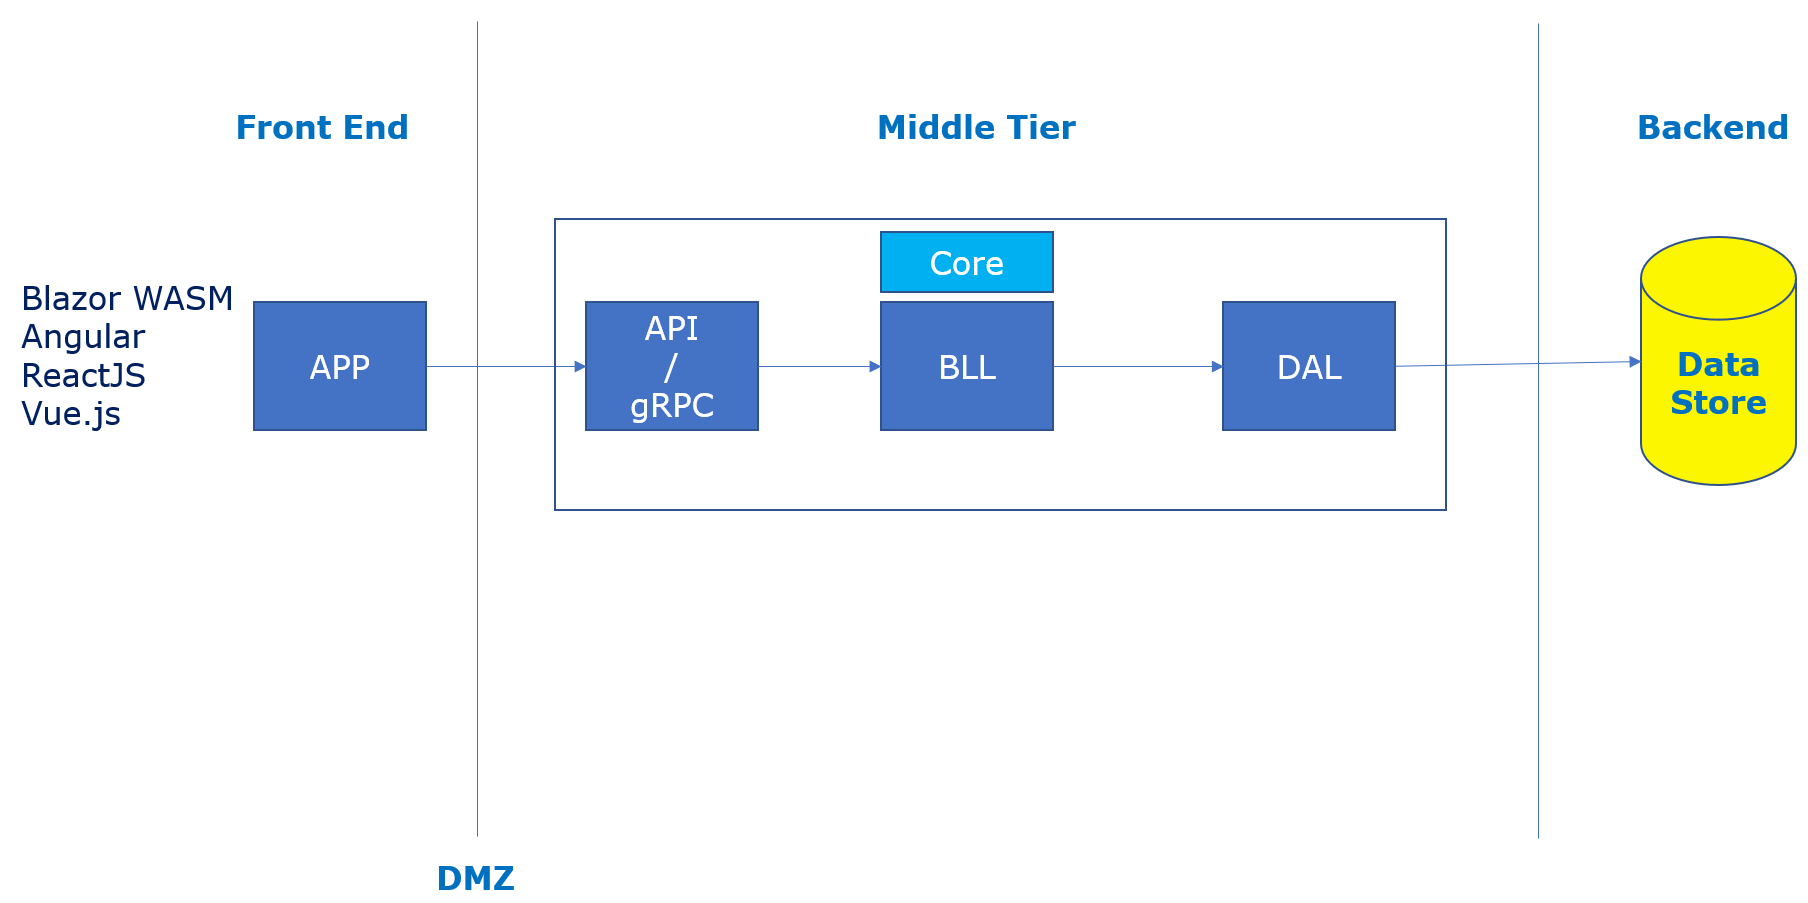 Front End
Middle Tier
Backend
Blazor WASM
Angular
ReactJS
Vue.js
APP
API
/
gRPC
Core
BLL
DAL
Data
Store
DMZ